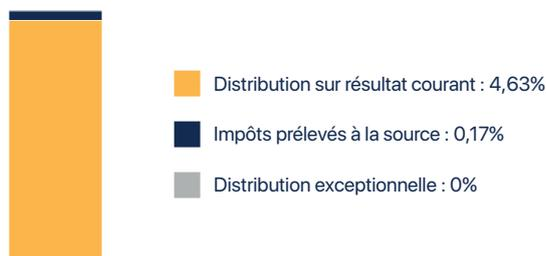 Distribution sur résultat courant : 4,63%
Impôts prélevés à la source : 0,17%
Distribution exceptionnelle : 0%